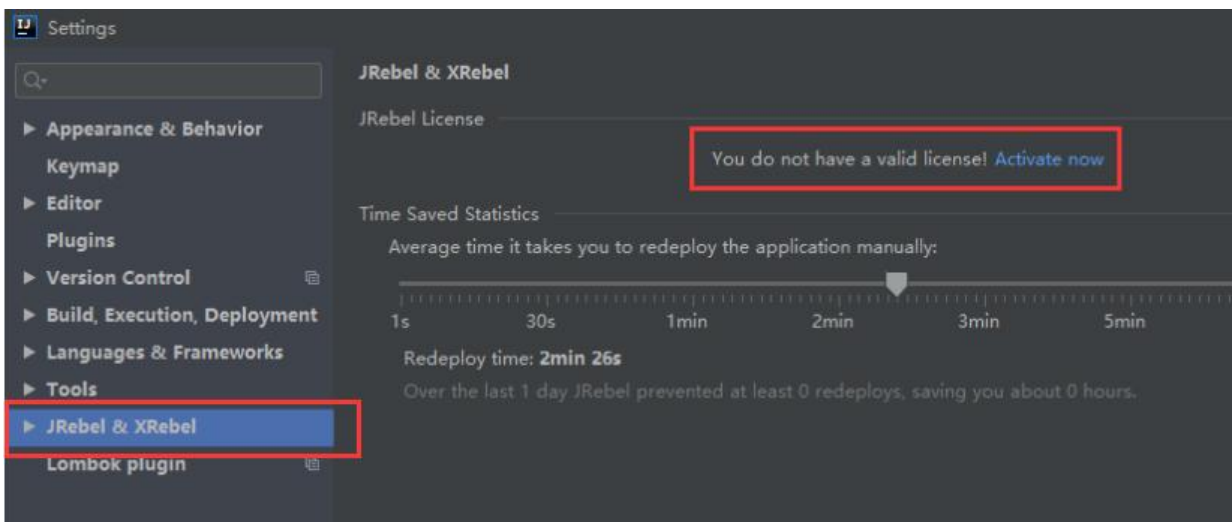 Settings
JRebel & XRebel
JRebel License
You do not have a valid license! Activate now
Time Saved Statistics
Average time it takes you to redeploy the application manually:
1s 30s 1min 2min 3min 5min
Redeploy time: 2min 26s
Over the last 1 day JRebel prevented at least 0 redeploys, saving you about 0 hours.
Appearance & Behavior
Keymap
Editor
Plugins
Version Control
Build, Execution, Deployment
Languages & Frameworks
Tools
JRebel & XRebel
Lombok plugin